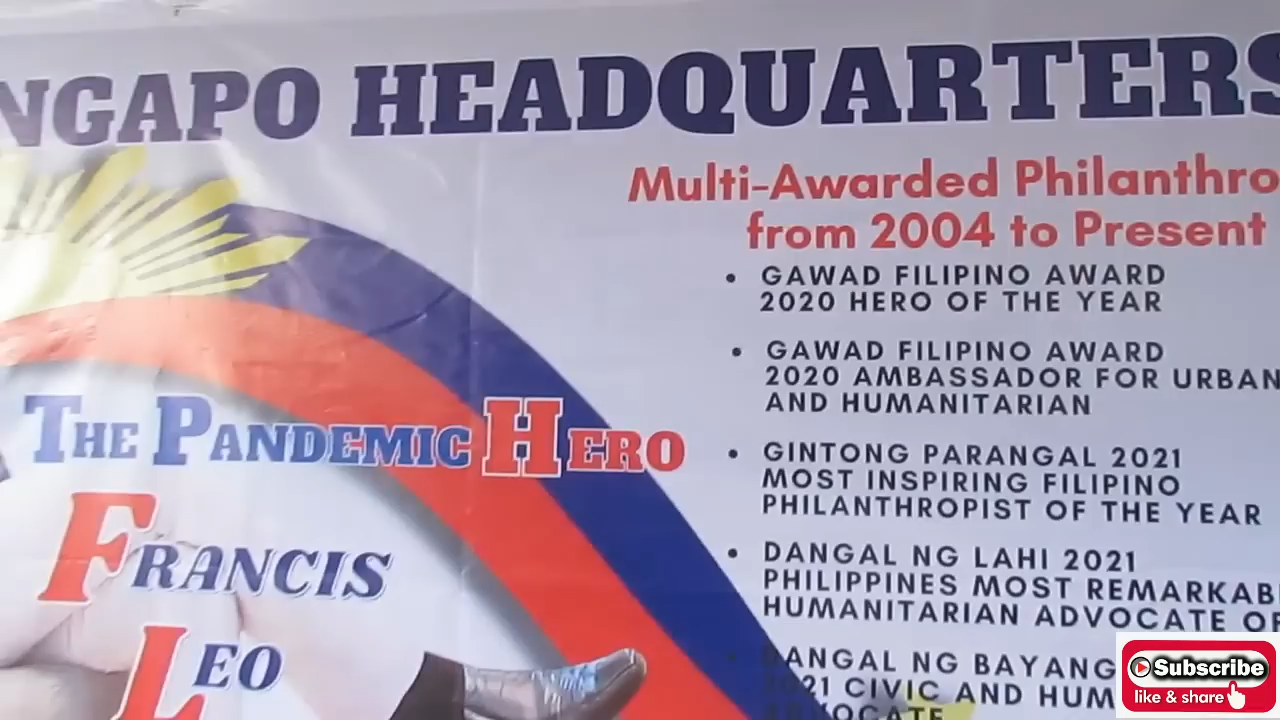 NGAPO HEADQUARTERS
Multi-Awarded Philanthro
from 2004 to Present
• GAWAD FILIPINO AWARD
2020 HERO OF THE YEAR
• GAWAD FILIPINO AWARD
2020 AMBASSADOR FOR URBAN
AND HUMANITARIAN
THE PANDEMIC HERO
• GINTONG PARANGAL 2021
MOST INSPIRING FILIPINO
PHILANTHROPIST OF THE YEAR
FRANCIS
LEO
• DANGAL NG LAHI 2021
PHILIPPINES MOST REMARKAB
HUMANITARIAN ADVOCATE OF
• DANGAL NG BAYANG
2021 CIVIC AND HUM
ADVOCATE
Subscribe
like & share